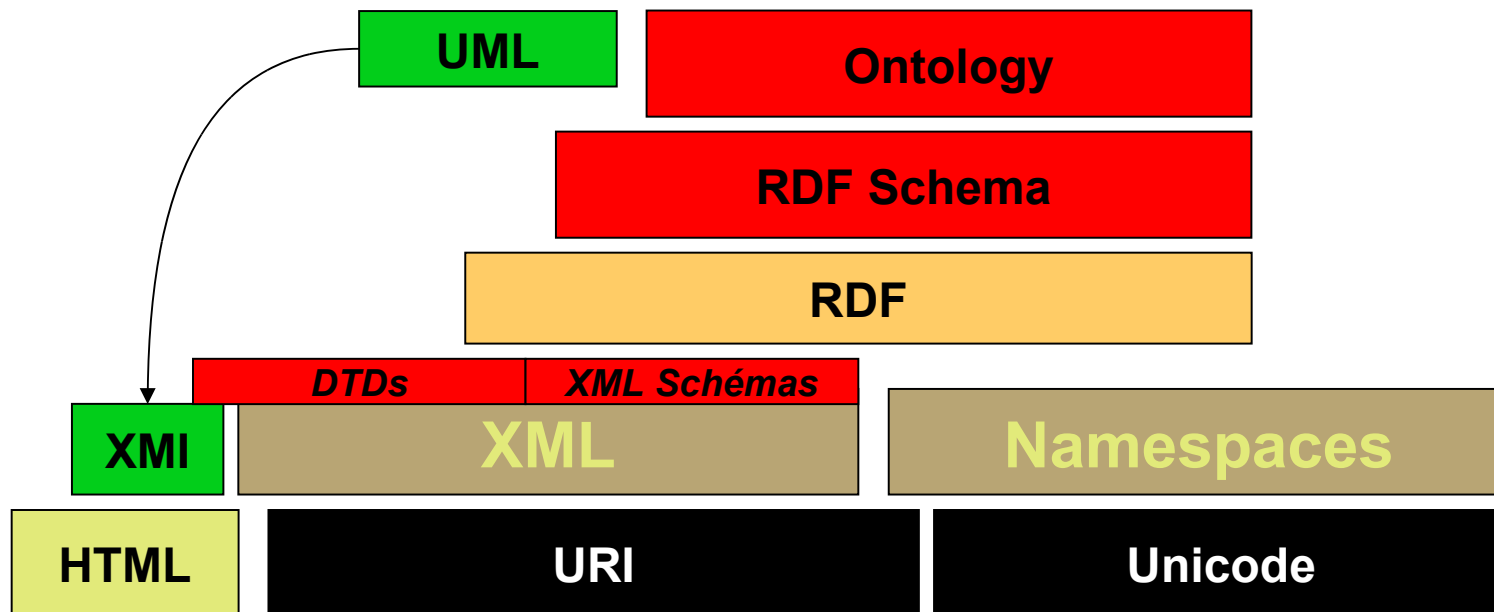 UML
Ontology
RDF Schema
RDF
DTDs
XML Schémas
XMI
XML
Namespaces
HTML
URI
Unicode